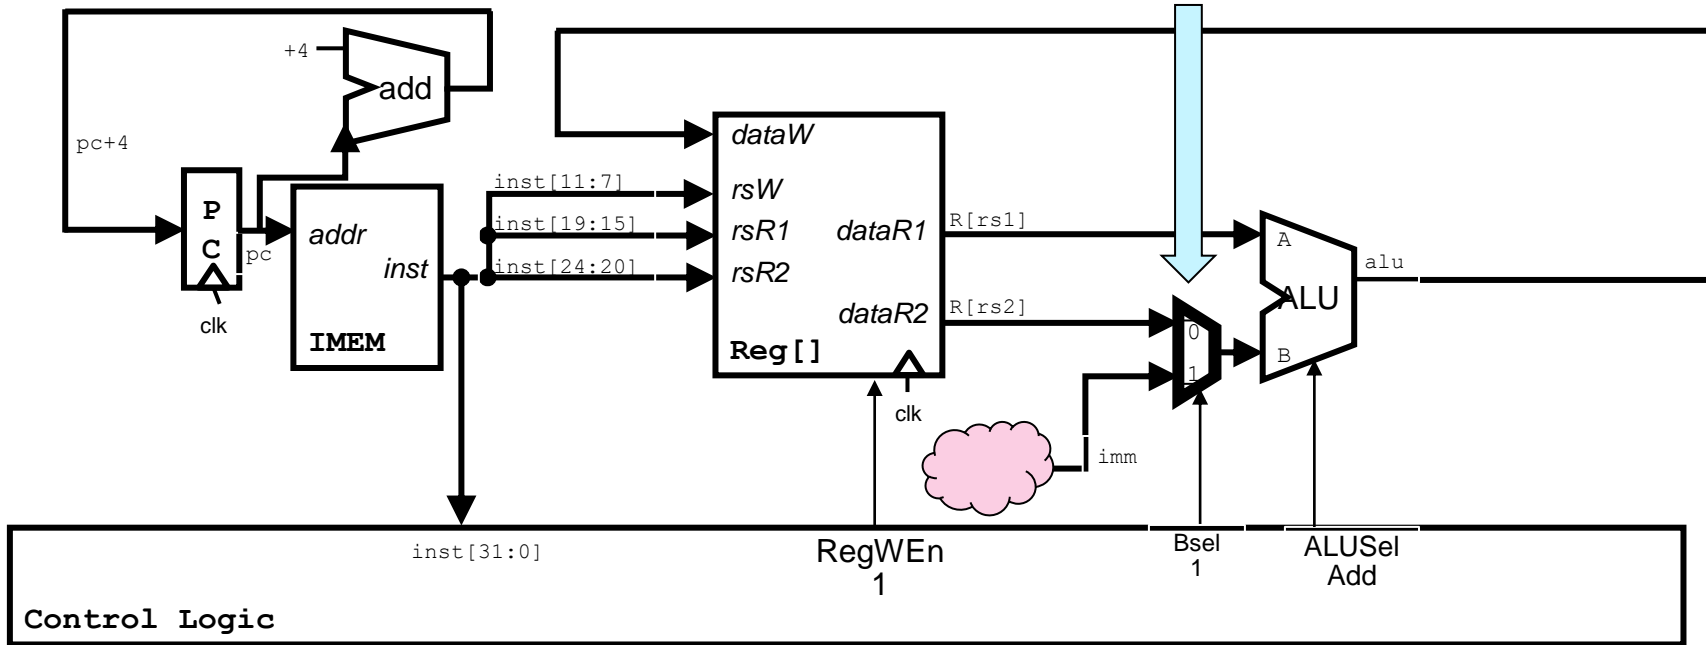 +4
add
pc+4
P
C
pc
clk
addr
inst
IMEM
inst[11:7]
inst[19:15]
inst[24:20]
dataW
rsW
rsR1
rsR2
dataR1
dataR2
Reg[]
clk
R[rs1]
R[rs2]
0
1
imm
A
ALU
B
alu
inst[31:0]
RegWEn
1
Bsel
1
ALUSel
Add
Control Logic